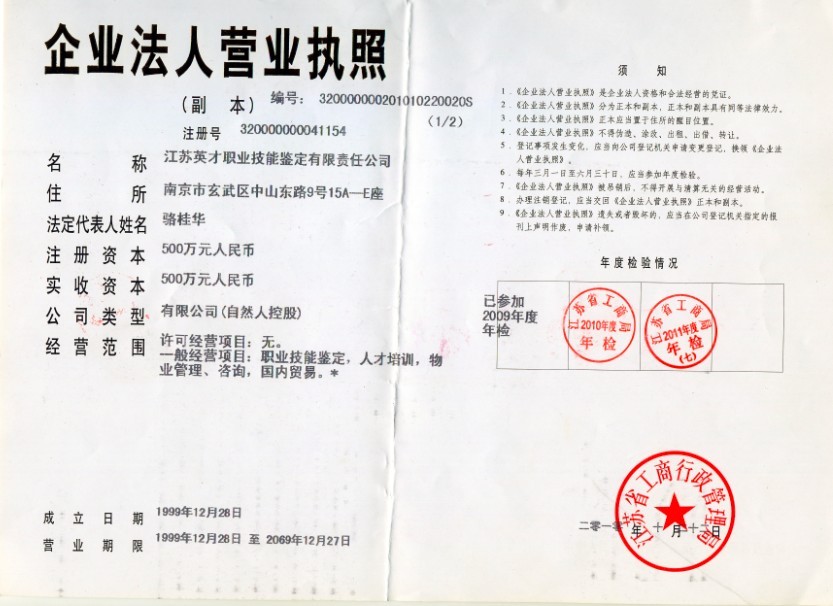 企业法人营业执照
(副 本) 编号: 320000000201010220020S
(1/2)
注册号 320000000041154
名 称 江苏英才职业技能鉴定有限责任公司
住 所 南京市玄武区中山东路9号15A—E座
法定代表人姓名 骆桂华
注 册 资 本 500万元人民币
实 收 资 本 500万元人民币
公 司 类 型 有限公司(自然人控股)
经 营 范 围 许可经营项目: 无。
一般经营项目: 职业技能鉴定, 人才培训, 物
业管理、咨询, 国内贸易。*
成 立 日 期 1999年12月28日
营 业 期 限 1999年12月28日 至 2069年12月27日
须 知
1.《企业法人营业执照》是企业法人资格和合法经营的凭证。
2.《企业法人营业执照》分为正本和副本, 正本和副本具有同等法律效力。
3.《企业法人营业执照》正本应当置于住所的醒目位置。
4.《企业法人营业执照》不得伪造、涂改、出租、出借、转让。
5. 登记事项发生变化, 应当向公司登记机关申请变更登记, 换领《企业法
人营业执照》。
6. 每年三月一日至六月三十日, 应当参加年度检验。
7.《企业法人营业执照》被吊销后, 不得开展与清算无关的经营活动。
8. 办理注销登记, 应当交回《企业法人营业执照》正本和副本。
9.《企业法人营业执照》遗失或者毁坏的, 应当在公司登记机关指定的报
刊上声明作废, 申请补领。
年度检验情况
已参加
2009年度
年检
江苏省工商局
2010年度
年检
江苏省工商局
2011年度
年检
(七)
江苏省工商行政管理局
二零一零年 十月 二日